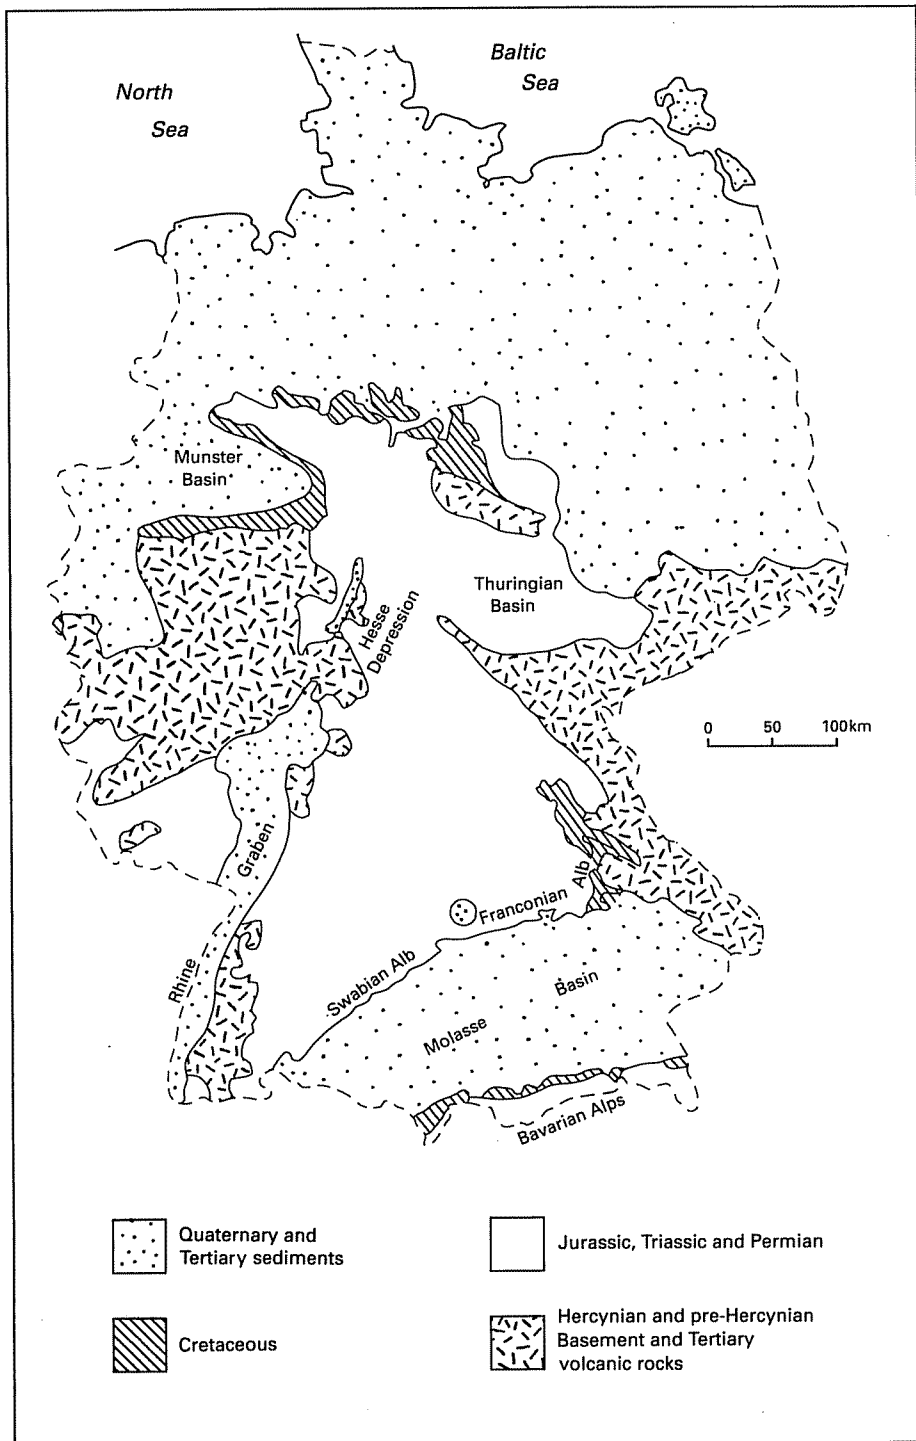 North
Sea
Baltic
Sea
Munster
Basin
Thuringian
Basin
Hesse
Depression
0 50 100km
Graben
Rhine
Franconian Alb
Swabian Alb
Molasse Basin
Bavarian Alps
Quaternary and
Tertiary sediments
Jurassic, Triassic and Permian
Cretaceous
Hercynian and pre-Hercynian
Basement and Tertiary
volcanic rocks